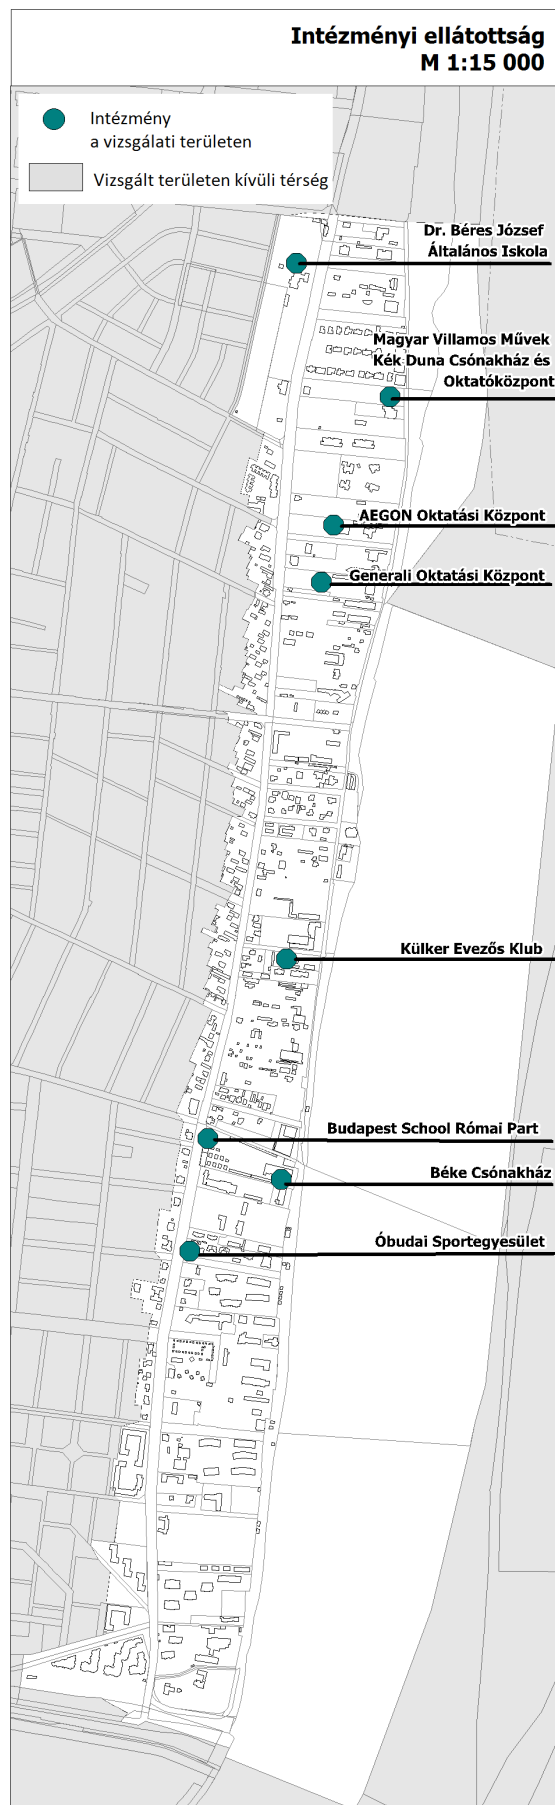 Intézményi ellátottság
M 1:15 000
Intézmény
a vizsgálati területen
Vizsgált területen kívüli térség
Dr. Béres József
Általános Iskola
Magyar Villamos Művek
Kék Duna Csónakház és
Oktatóközpont
AEGON Oktatási Központ
Generali Oktatási Központ
Külker Evezős Klub
Budapest School Római Part
Béke Csónakház
Óbudai Sportegyesület